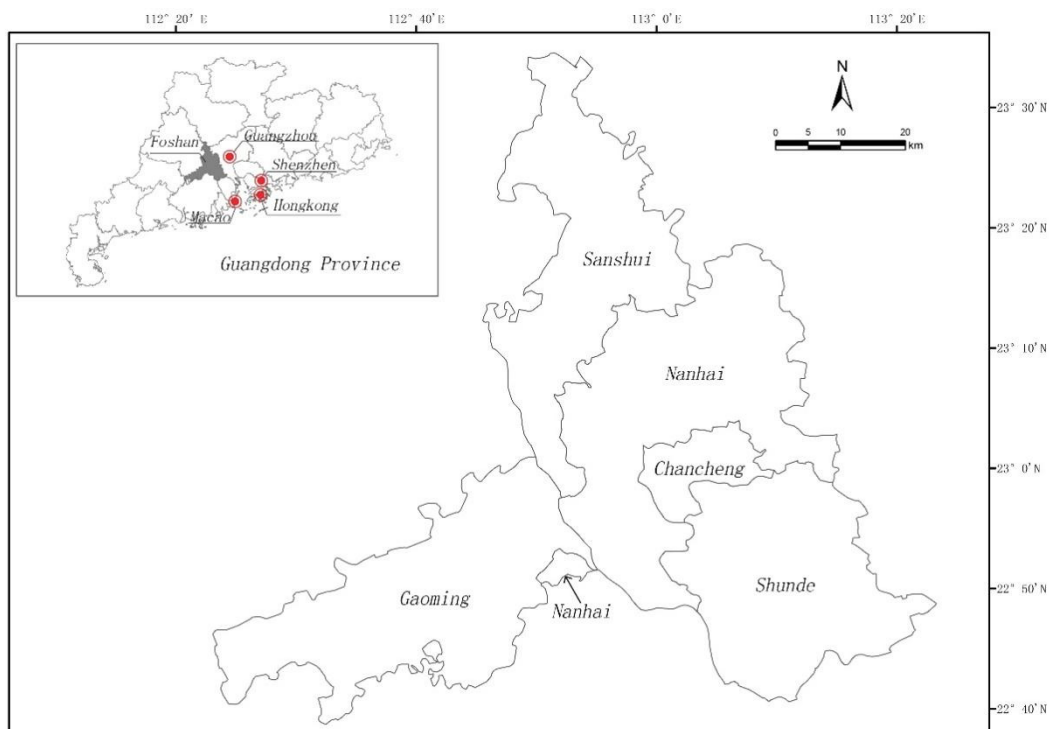 112° 20′ E
112° 40′ E
113° 0′ E
113° 20′ E
Foshan
Guangzhou
Shenzhen
Macao
Hongkong
Guangdong Province
N
0 5 10 20
km
23° 30′N
23° 20′N
23° 10′N
23° 0′N
22° 50′N
22° 40′N
Sanshui
Nanhai
Chancheng
Gaoming
Nanhai
Shunde